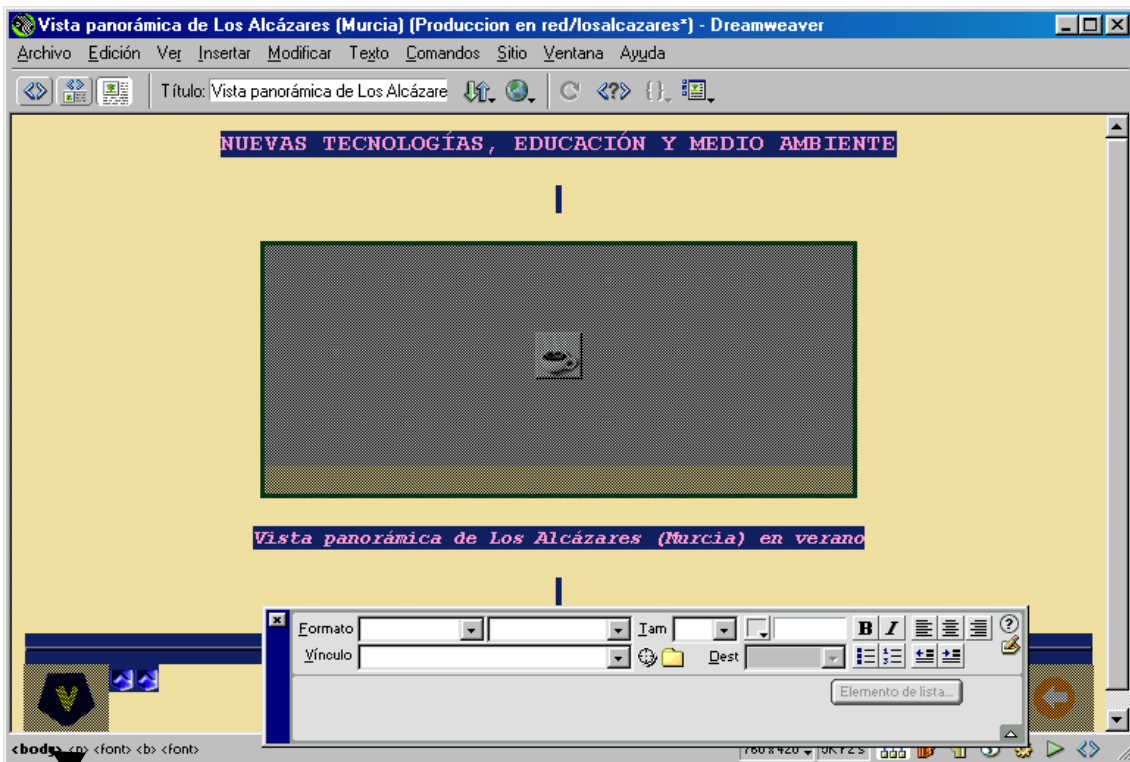 Vista panorámica de Los Alcázares (Murcia) (Produccion en red/losalcazares*) - Dreamweaver
Archivo Edición Ver Insertar Modificar Texto Comandos Sitio Ventana Ayuda
Título: Vista panorámica de Los Alcázare
NUEVAS TECNOLOGÍAS, EDUCACIÓN Y MEDIO AMBIENTE
Vista panorámica de Los Alcázares (Murcia) en verano
Formato Tam B I
Vínculo Dest
Elemento de lista...
V
<body> <p> <font> <b> <font> 760 x 420